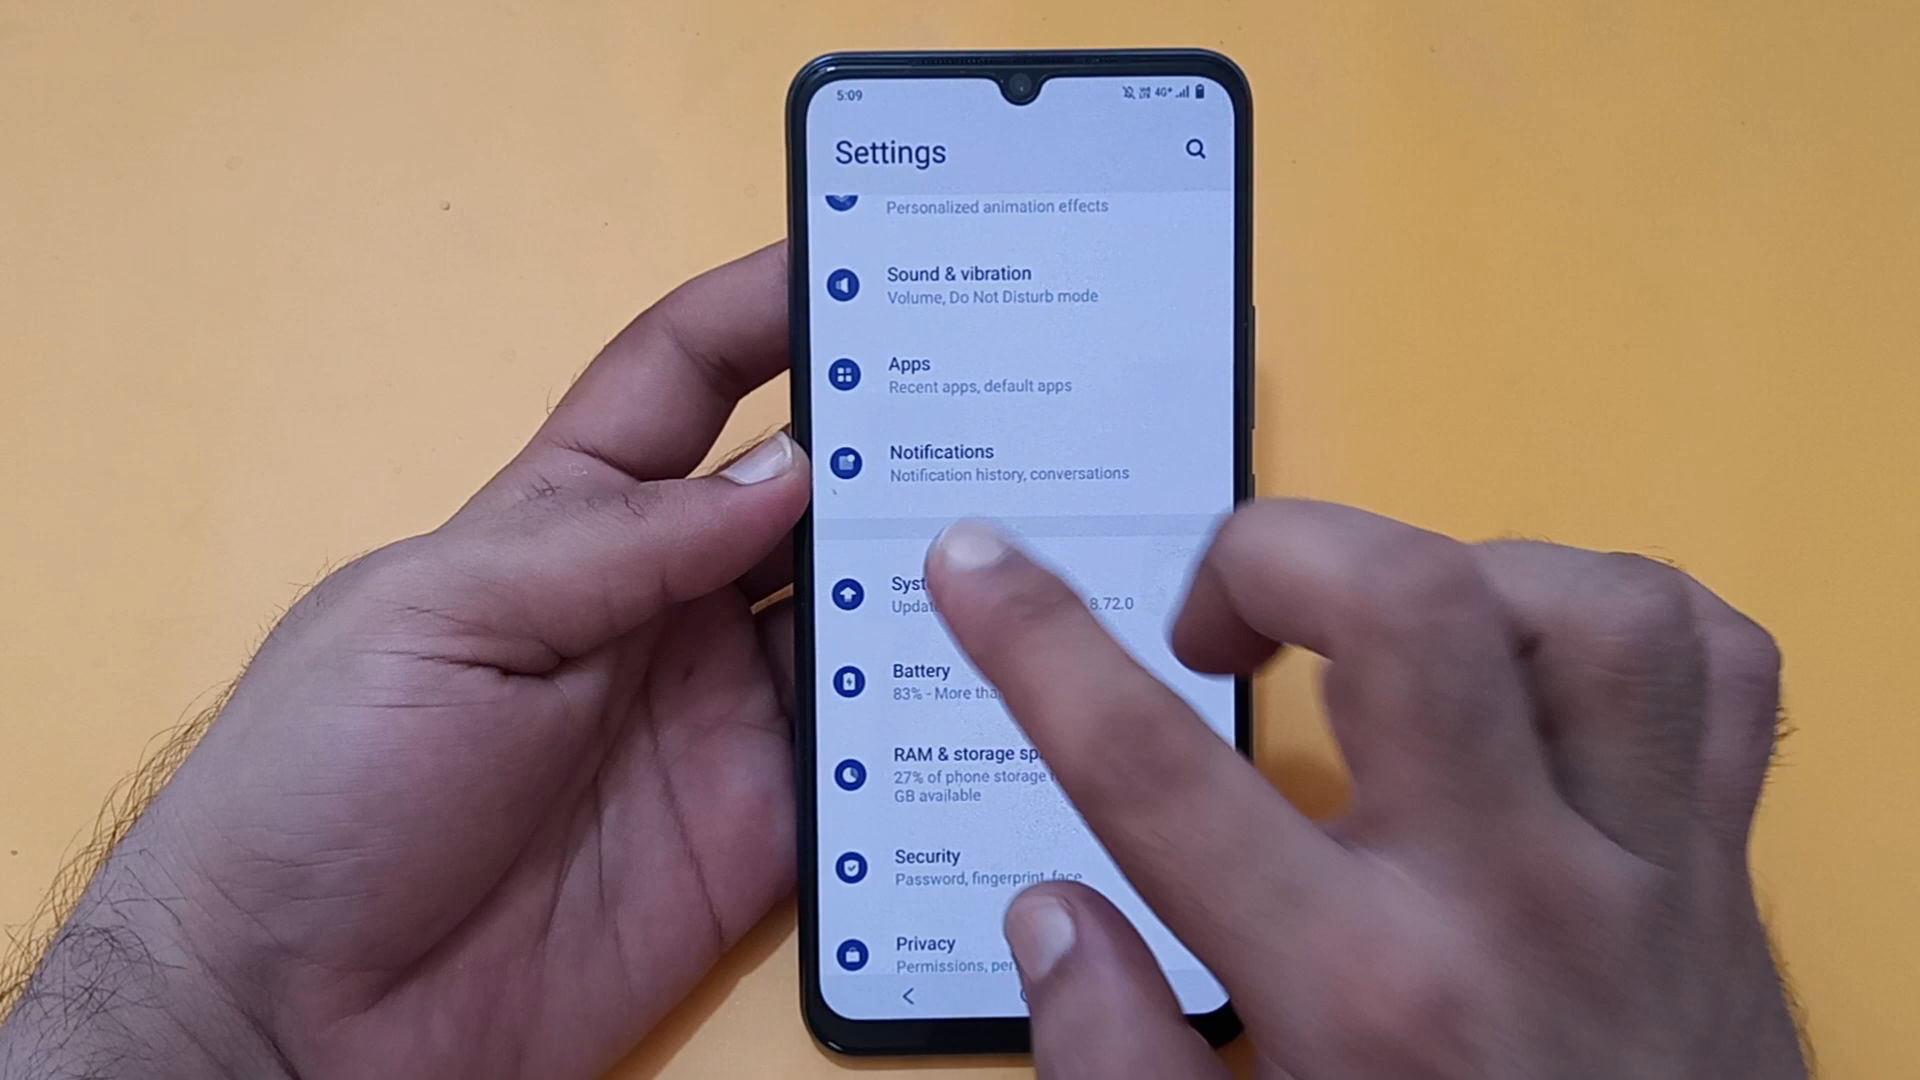 5:09
4G+
Settings
Personalized animation effects
Sound & vibration
Volume, Do Not Disturb mode
Apps
Recent apps, default apps
Notifications
Notification history, conversations
8.72.0
Battery
83% - More
RAM & storage
27% of phone storage
GB available
Security
Password, fingerprint, face
Privacy
Permissions,